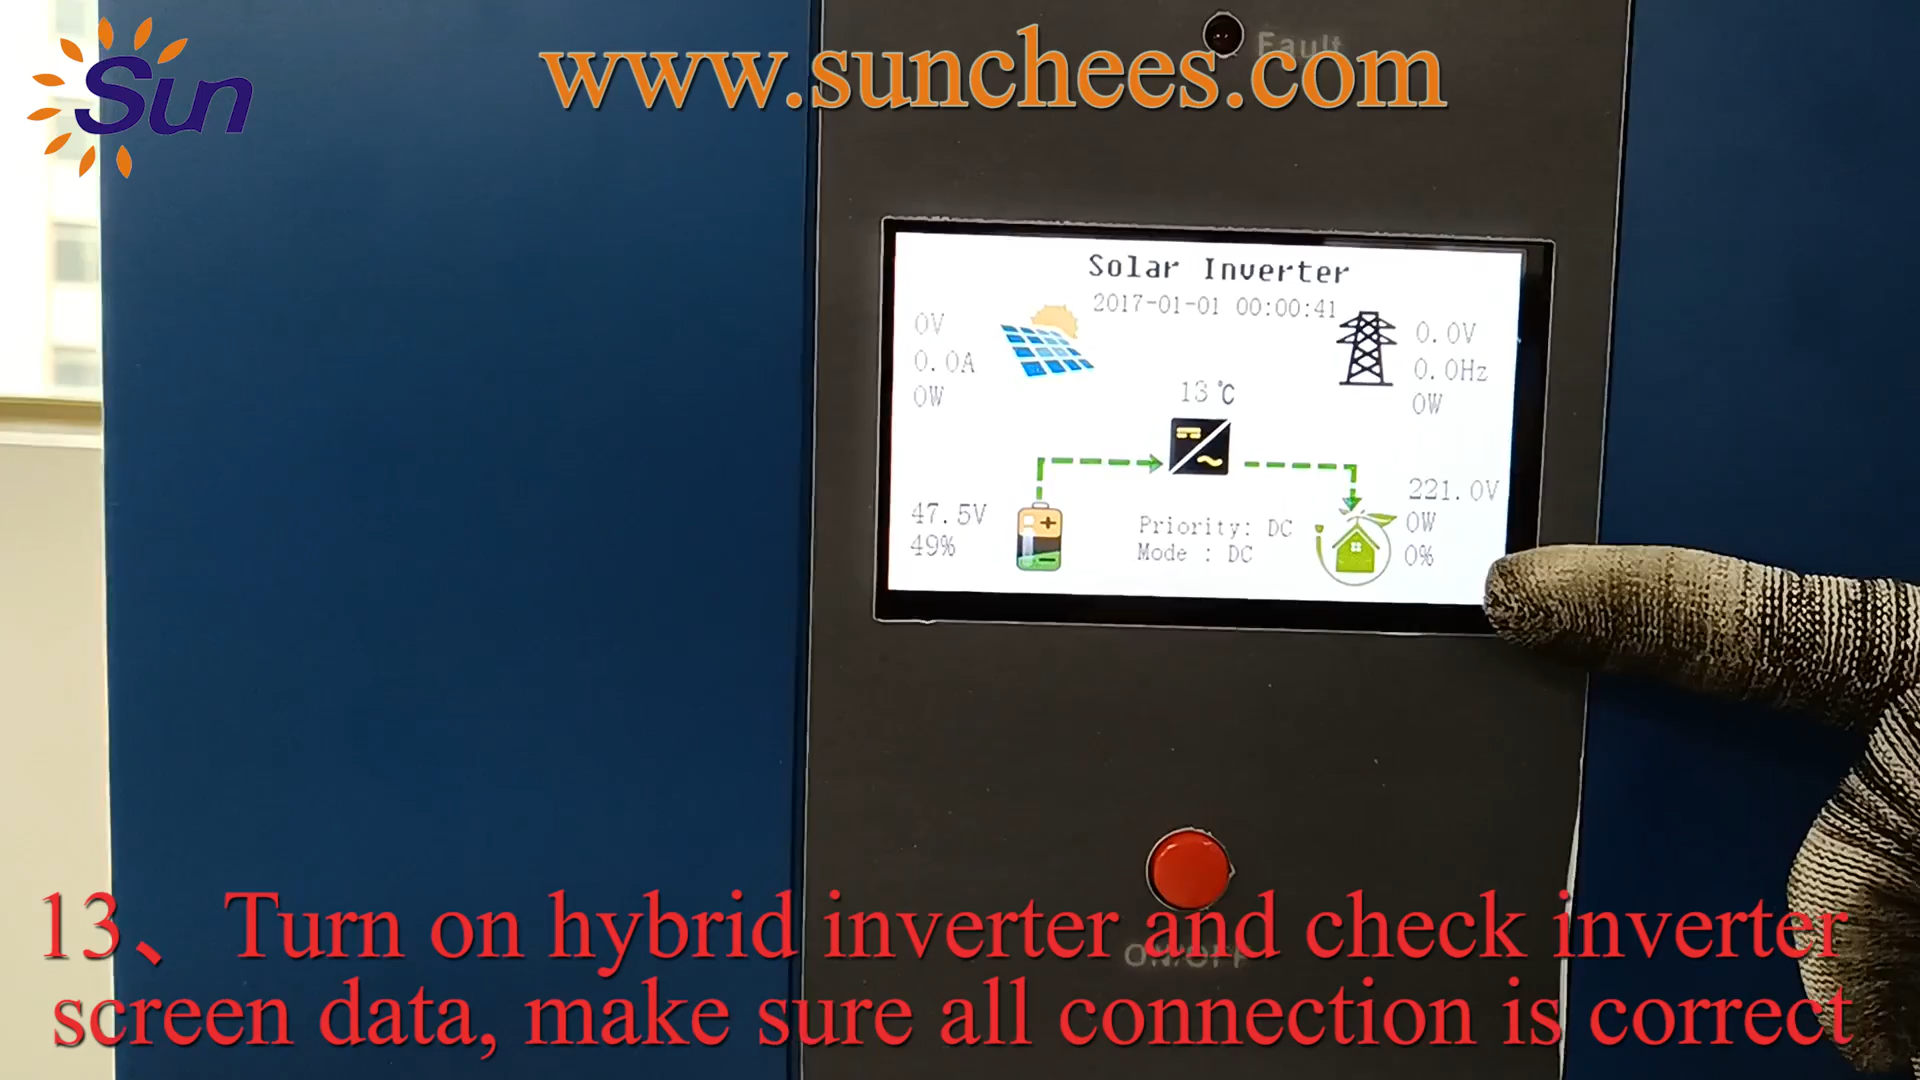 Sun
www.sunchees.com
Fault
Solar Inverter
2017-01-01 00:00:41
0V
0.0A
0W
0.0V
0.0Hz
0W
13℃
47.5V
49%
Priority: DC
Mode : DC
221.0V
0W
0%
ON/OFF
13、 Turn on hybrid inverter and check inverter
screen data, make sure all connection is correct